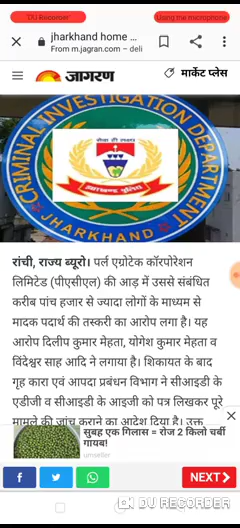 DU Recorder
Using the microphone
jharkhand home ...
From m.jagran.com – deli
जागरण
मार्केट प्लेस
CRIMINAL INVESTIGATION DEPARTMENT
सेवा ही लक्ष्य
झारखण्ड पुलिस
JHARKHAND
रांची, राज्य ब्यूरो। पर्ल एग्रोटेक कॉरपोरेशन
लिमिटेड (पीएसीएल) की आड़ में उससे संबंधित
करीब पांच हजार से ज्यादा लोगों के माध्यम से
मादक पदार्थ की तस्करी का आरोप लगा है। यह
आरोप दिलीप कुमार मेहता, योगेश कुमार मेहता व
विंदेश्वर साह आदि ने लगाया है। शिकायत के बाद
गृह कारा एवं आपदा प्रबंधन विभाग ने सीआइडी के
एडीजी व सीआइडी के आइजी को पत्र लिखकर पूरे
मामले की जांच कराने का आदेश दिया है। उक्त
सुबह एक गिलास = रोज 2 किलो चर्बी
गायब!
unseller
NEXT
DU RECORDER